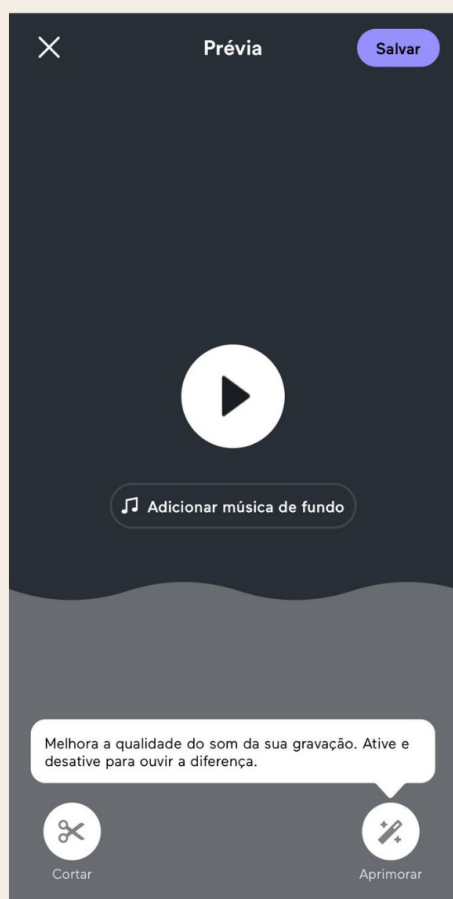 Prévia
Salvar
Adicionar música de fundo
Melhora a qualidade do som da sua gravação. Ative e
desative para ouvir a diferença.
Cortar
Aprimorar